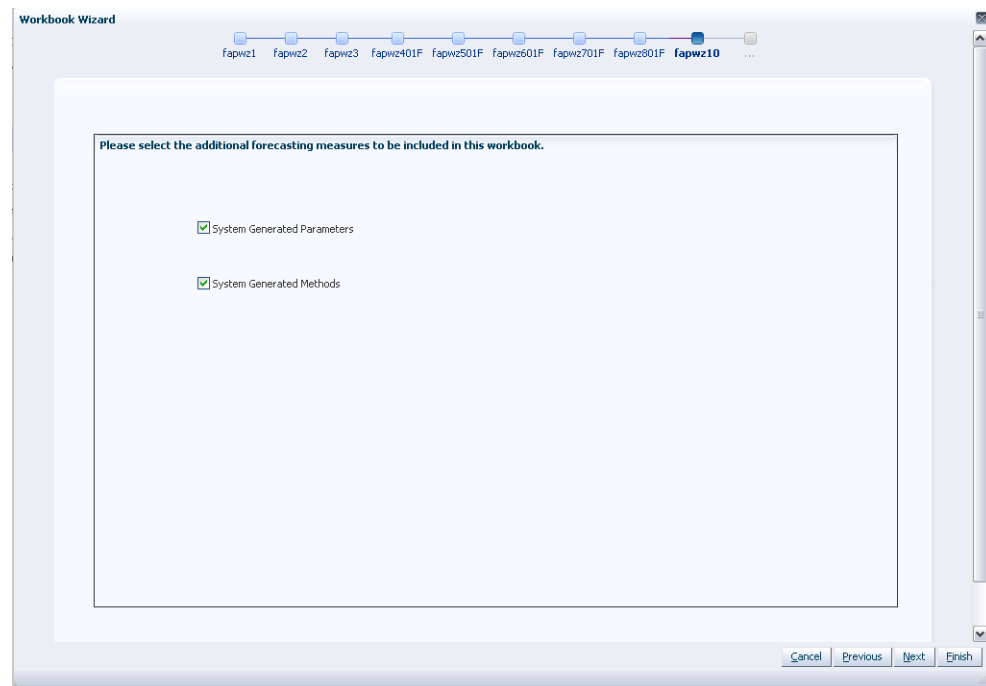 Workbook Wizard
fapwz1 fapwz2 fapwz3 fapwz401F fapwz501F fapwz601F fapwz701F fapwz801F fapwz10 ...
Please select the additional forecasting measures to be included in this workbook.
System Generated Parameters
System Generated Methods
Cancel Previous Next Finish